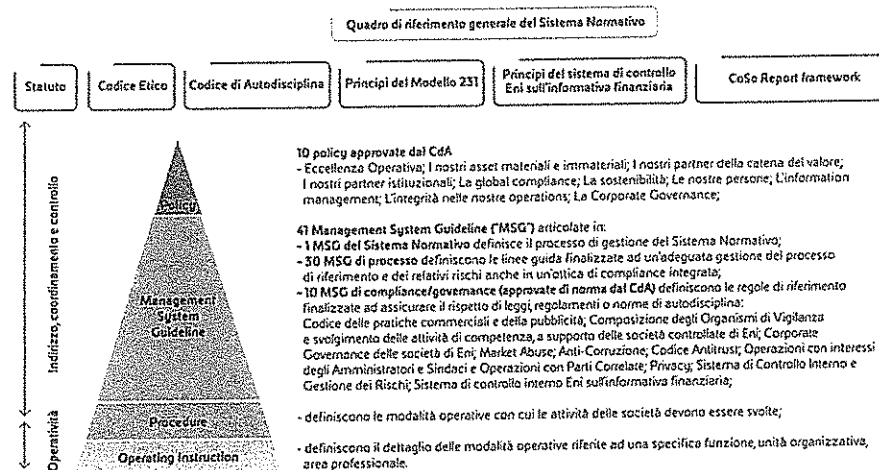 Quadro di riferimento generale del Sistema Normativo
Statuto
Codice Etico
Codice di Autodisciplina
Principi del Modello 231
Principi del sistema di controllo
Eni sull'informativa finanziaria
CoSo Report framework
Indirizzo, coordinamento e controllo
Operatività
Policy
Management
System
Guideline
Procedure
Operating Instruction
10 policy approvate dal CdA
- Eccellenza Operativa; I nostri asset materiali e immateriali; I nostri partner della catena del valore;
I nostri partner istituzionali; La global compliance; La sostenibilità; Le nostre persone; L'information
management; L'integrità nelle nostre operations; La Corporate Governance;
41 Management System Guideline ("MSG") articolate in:
- 1 MSG del Sistema Normativo definisce il processo di gestione del Sistema Normativo;
- 30 MSG di processo definiscono le linee guida finalizzate ad un'adeguata gestione del processo
di riferimento e dei relativi rischi anche in un'ottica di compliance integrata;
- 10 MSG di compliance/governance (approvate di norma dal CdA) definiscono le regole di riferimento
finalizzate ad assicurare il rispetto di leggi, regolamenti o norme di autodisciplina:
Codice delle pratiche commerciali e della pubblicità; Composizione degli Organismi di Vigilanza
e svolgimento delle attività di competenza, a supporto delle società controllate di Eni; Corporate
Governance delle società di Eni; Market Abuse; Anti-Corruzione; Codice Antitrust; Operazioni con interessi
degli Amministratori e Sindaci e Operazioni con Parti Correlate; Privacy; Sistema di Controllo Interno e
Gestione dei Rischi; Sistema di controllo interno Eni sull'informativa finanziaria;
- definiscono le modalità operative con cui le attività delle società devono essere svolte;
- definiscono il dettaglio delle modalità operative riferite ad una specifica funzione, unità organizzativa,
area professionale.